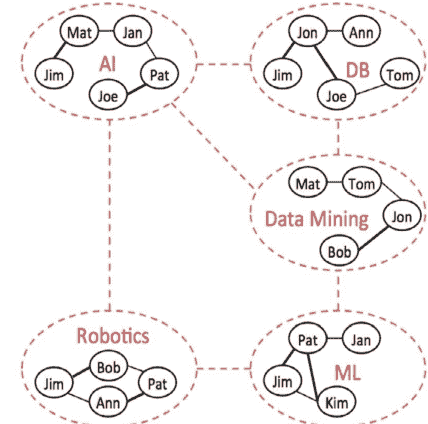 Mat Jan Jon Ann
Jim AI Pat Jim DB Tom
Joe Joe
Mat Tom
Data Mining Jon
Bob
Robotics Pat Jan
Bob
Jim Pat Jim ML
Ann Kim